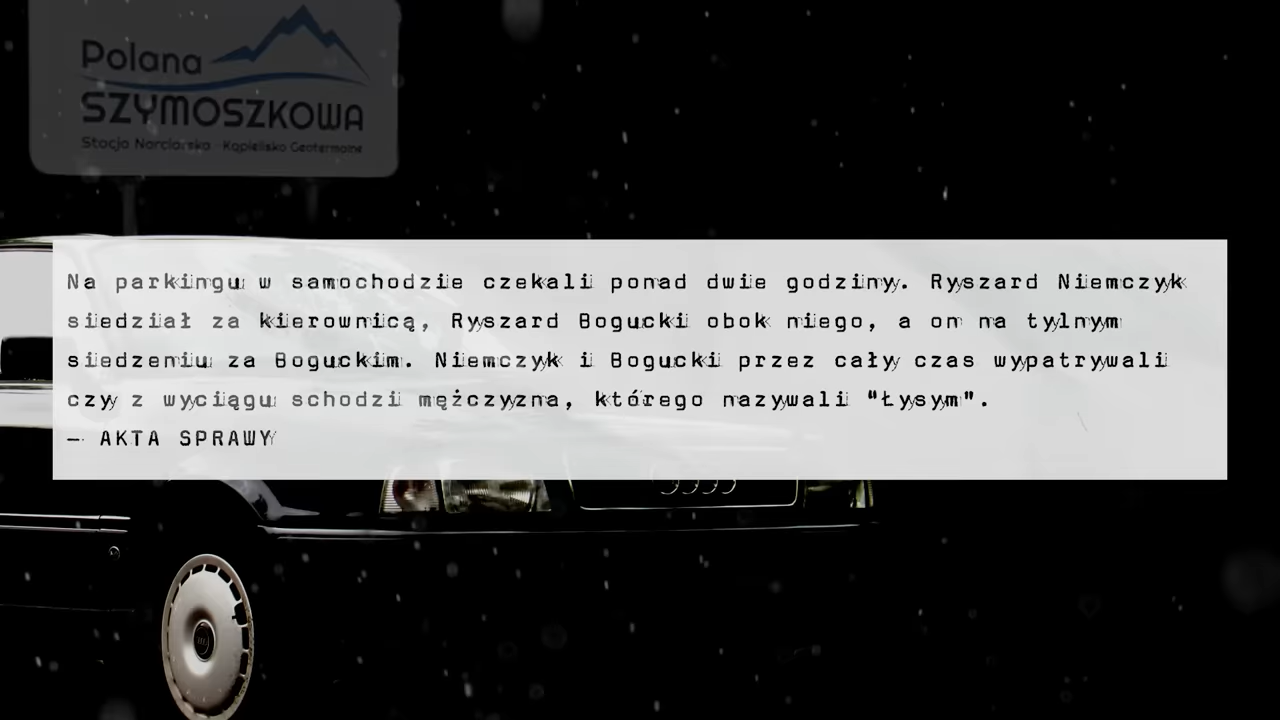 Polana
SZYMOSZKOWA
Stacja Narciarska - Kąpielisko Geotermalne
Na parkingu w samochodzie czekali ponad dwie godziny. Ryszard Niemczyk
siedział za kierownicą, Ryszard Bogucki obok niego, a on na tylnym
siedzeniu za Boguckim. Niemczyk i Bogucki przez cały czas wypatrywali
czy z wyciągu schodzi mężczyzna, którego nazywali "Łysym".
— AKTA SPRAWY